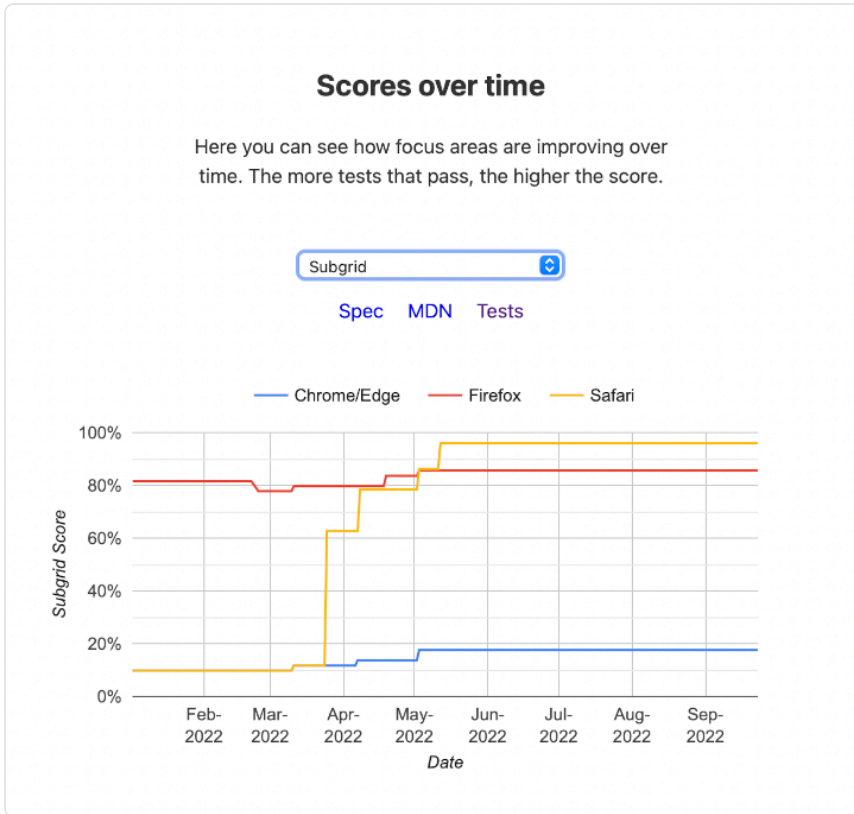 Scores over time
Here you can see how focus areas are improving over
time. The more tests that pass, the higher the score.
Subgrid
Spec MDN Tests
Chrome/Edge Firefox Safari
100%
80%
60%
40%
20%
0%
Subgrid Score
Feb- Mar- Apr- May- Jun- Jul- Aug- Sep-
2022 2022 2022 2022 2022 2022 2022 2022
Date